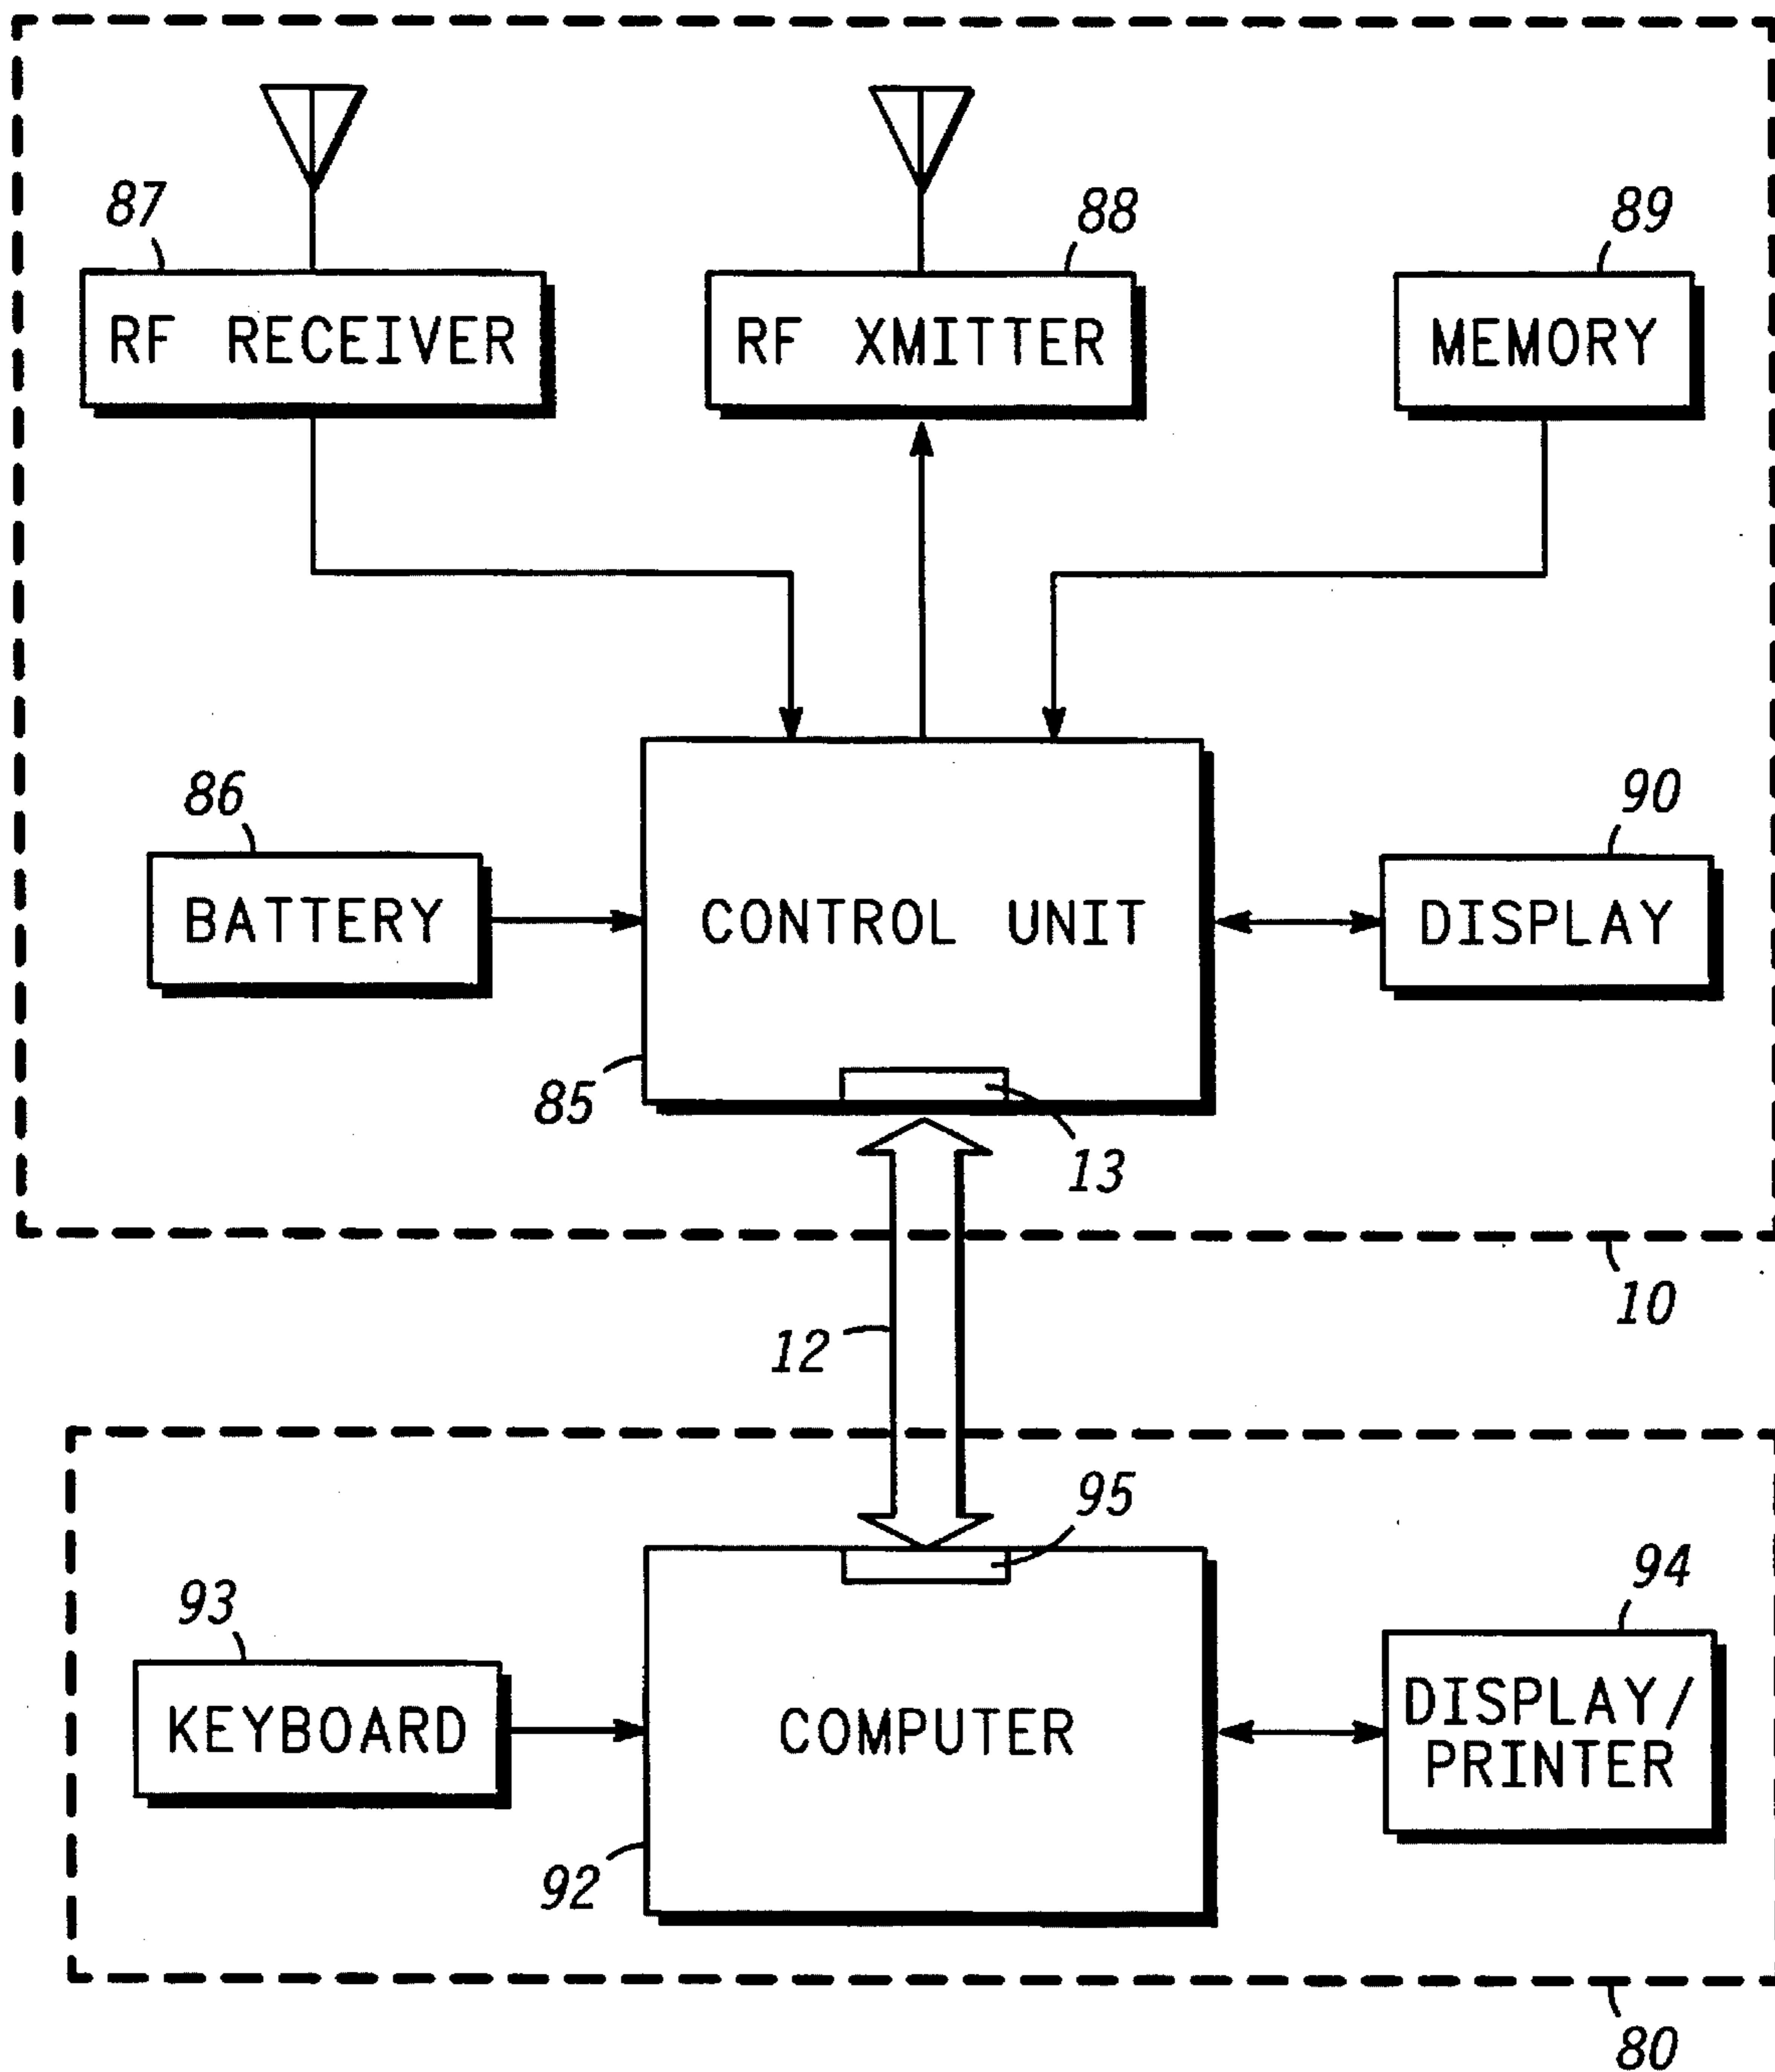 87
88
89
RF RECEIVER
RF XMITTER
MEMORY
86
90
BATTERY
CONTROL UNIT
DISPLAY
85
13
10
12
95
93
94
KEYBOARD
COMPUTER
DISPLAY/
PRINTER
92
80